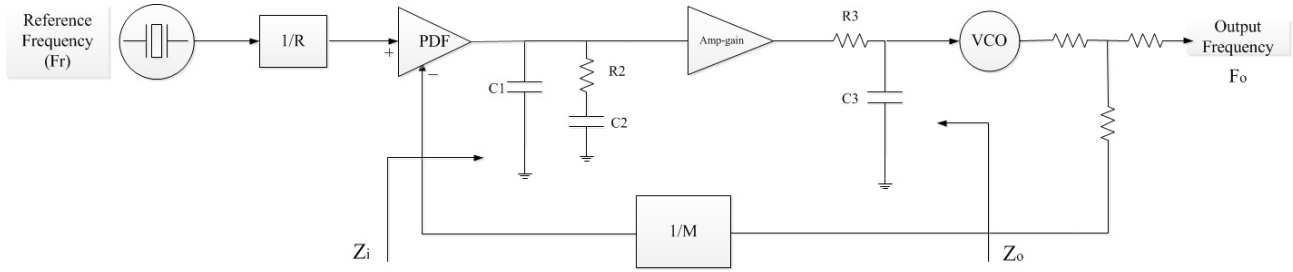 Reference
Frequency
(Fr)
1/R
+
PDF
−
C1
R2
C2
Amp-gain
R3
C3
VCO
Output
Frequency
Fo
Zi
1/M
Zo